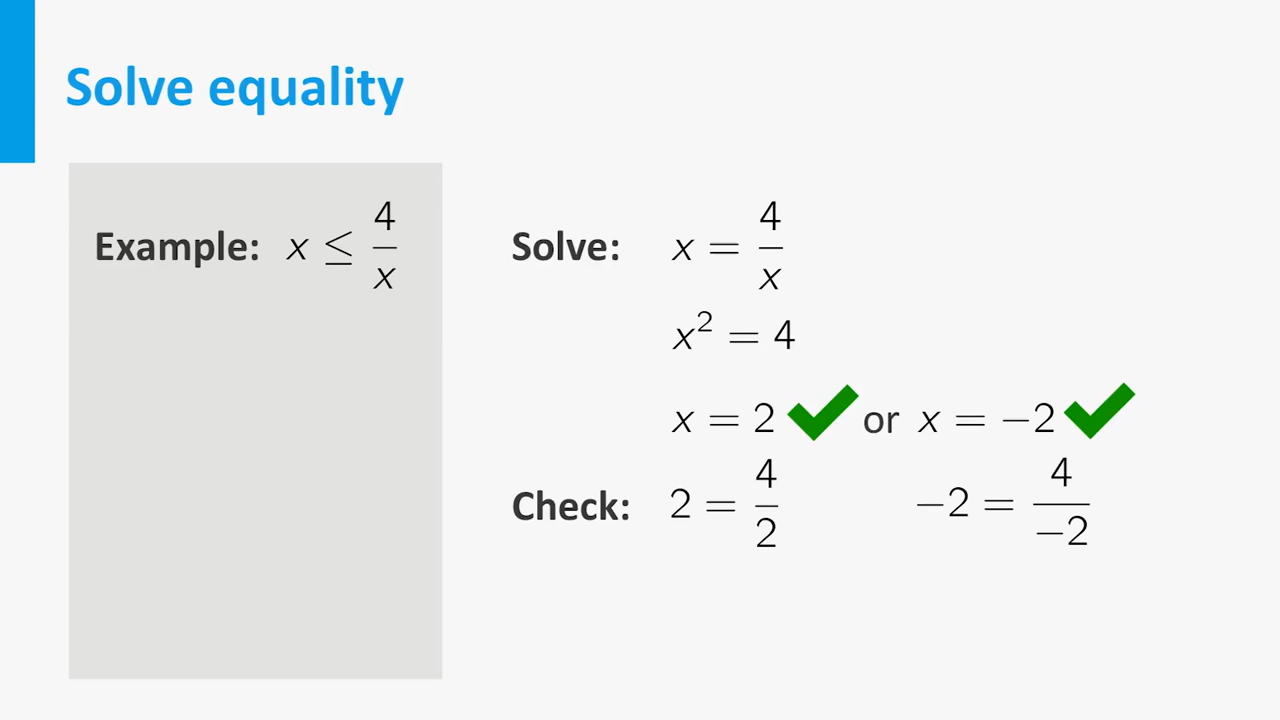 Solve equality
Example: x ≤ 4/x
Solve: x = 4/x
x² = 4
x = 2 or x = −2
Check: 2 = 4/2 −2 = 4/−2